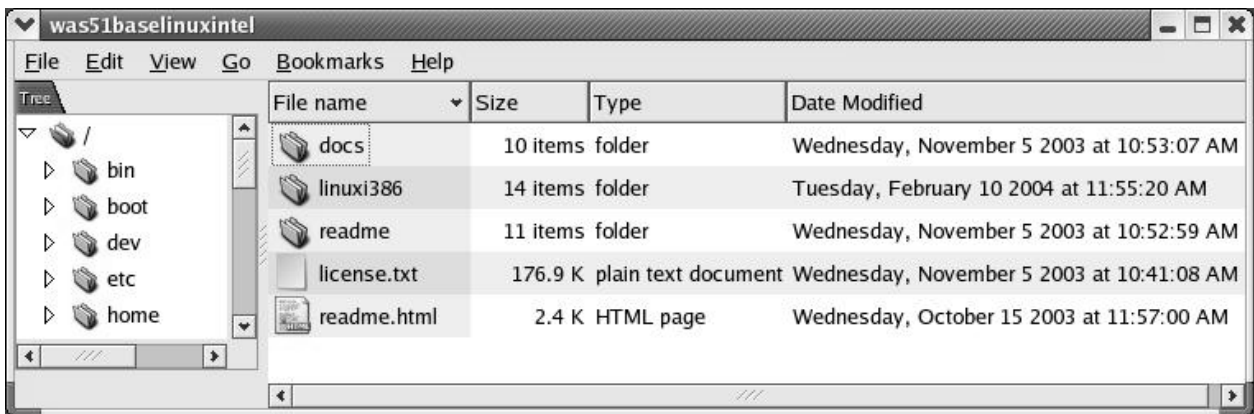 was51baselinuxintel
File Edit View Go Bookmarks Help
Tree
/
bin
boot
dev
etc
home
File name Size Type Date Modified
docs 10 items folder Wednesday, November 5 2003 at 10:53:07 AM
linuxi386 14 items folder Tuesday, February 10 2004 at 11:55:20 AM
readme 11 items folder Wednesday, November 5 2003 at 10:52:59 AM
license.txt 176.9 K plain text document Wednesday, November 5 2003 at 10:41:08 AM
readme.html 2.4 K HTML page Wednesday, October 15 2003 at 11:57:00 AM